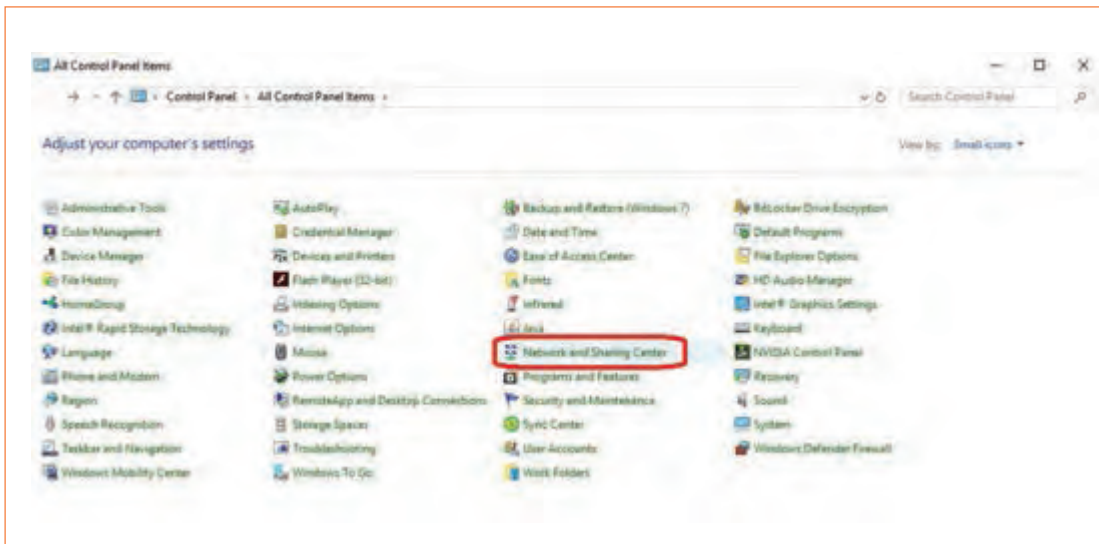 All Control Panel Items
Control Panel › All Control Panel Items ›
Search Control Panel
Adjust your computer's settings
View by: Small icons
Administrative Tools
AutoPlay
Backup and Restore (Windows 7)
BitLocker Drive Encryption
Color Management
Credential Manager
Date and Time
Default Programs
Device Manager
Devices and Printers
Ease of Access Center
File Explorer Options
File History
Flash Player (32-bit)
Fonts
HD Audio Manager
HomeGroup
Indexing Options
Infrared
Intel® Graphics Settings
Intel® Rapid Storage Technology
Internet Options
Java
Keyboard
Language
Mouse
Network and Sharing Center
NVIDIA Control Panel
Phone and Modem
Power Options
Programs and Features
Recovery
Region
RemoteApp and Desktop Connections
Security and Maintenance
Sound
Speech Recognition
Storage Spaces
Sync Center
System
Taskbar and Navigation
Troubleshooting
User Accounts
Windows Defender Firewall
Windows Mobility Center
Windows To Go
Work Folders